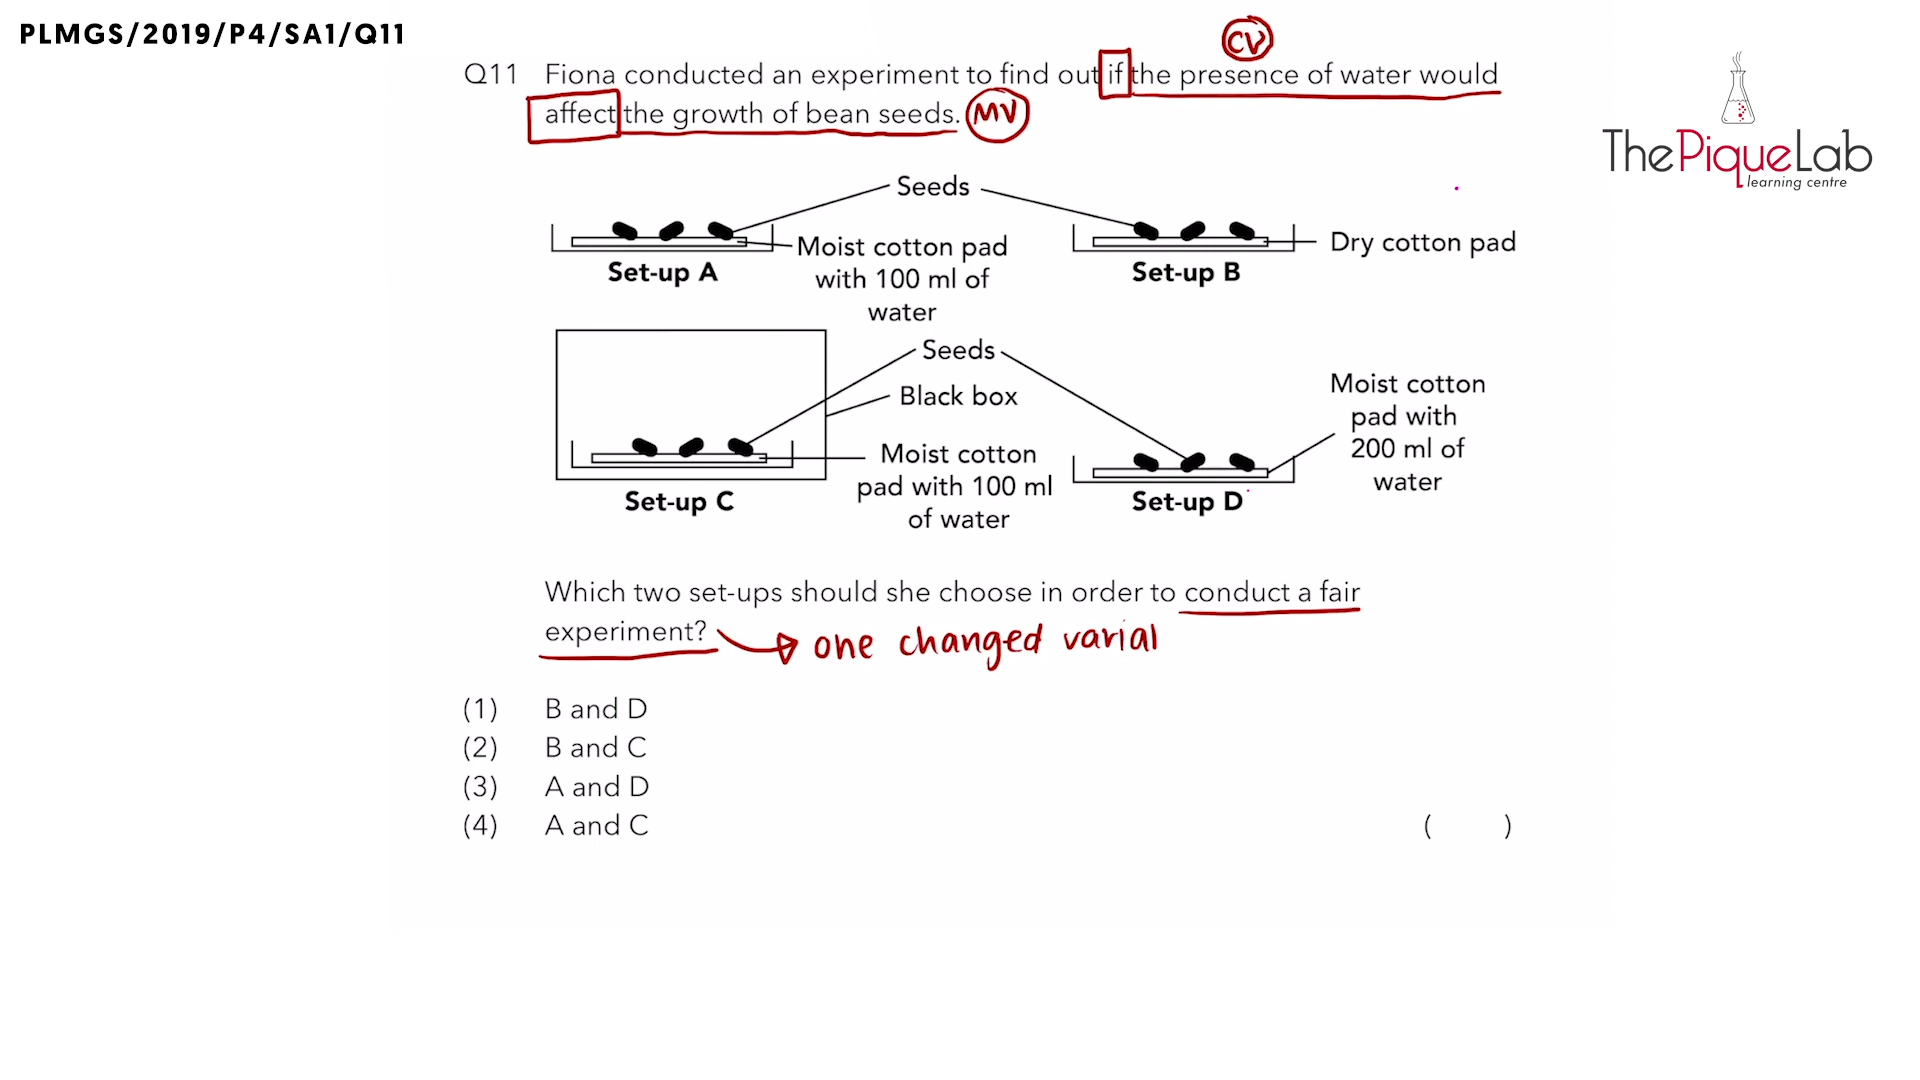 PLMGS/2019/P4/SA1/Q11
CV
Q11 Fiona conducted an experiment to find out if the presence of water would
affect the growth of bean seeds. MV
ThePiqueLab
learning centre
Seeds
Moist cotton pad
with 100 ml of
water
Dry cotton pad
Set-up A
Set-up B
Seeds
Black box
Moist cotton
pad with 100 ml
of water
Moist cotton
pad with
200 ml of
water
Set-up C
Set-up D
Which two set-ups should she choose in order to conduct a fair
experiment? one changed varial
(1) B and D
(2) B and C
(3) A and D
(4) A and C ( )